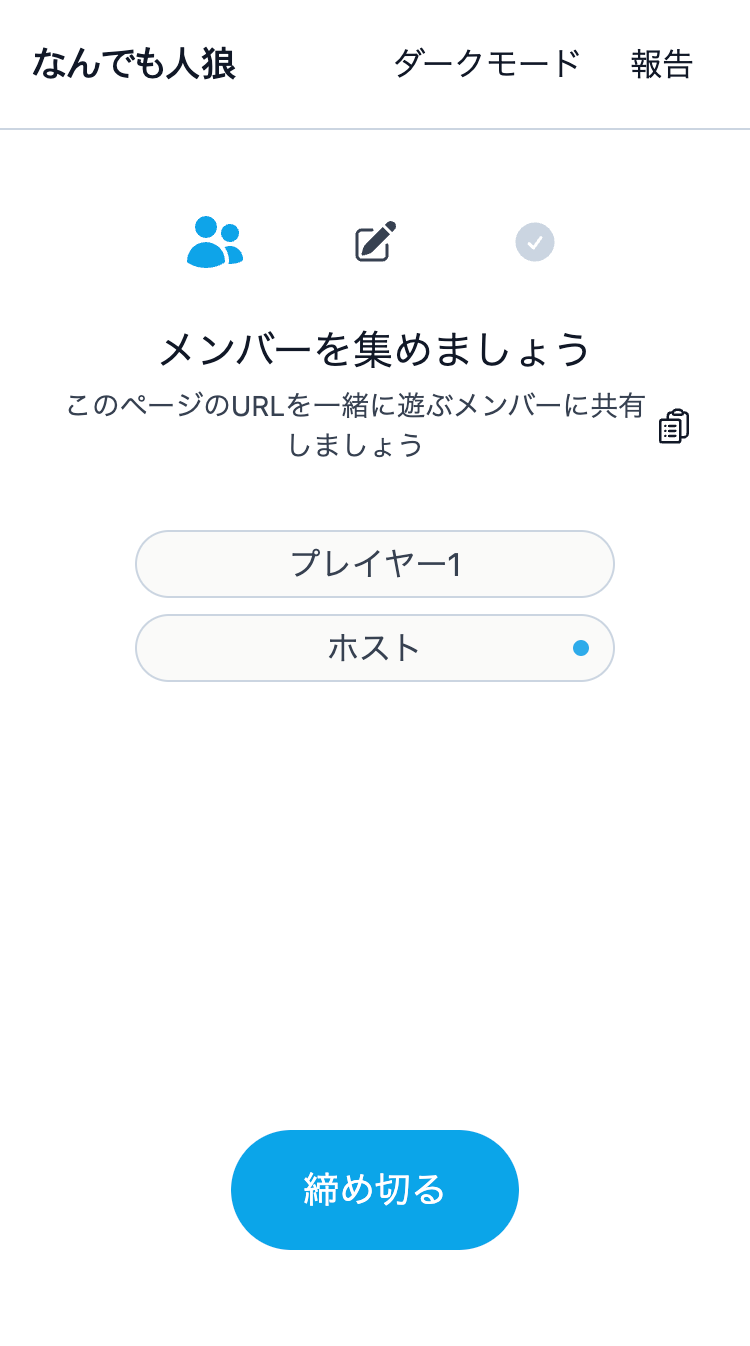 なんでも人狼
ダークモード
報告
メンバーを集めましょう
このページのURLを一緒に遊ぶメンバーに共有
しましょう
プレイヤー1
ホスト
締め切る